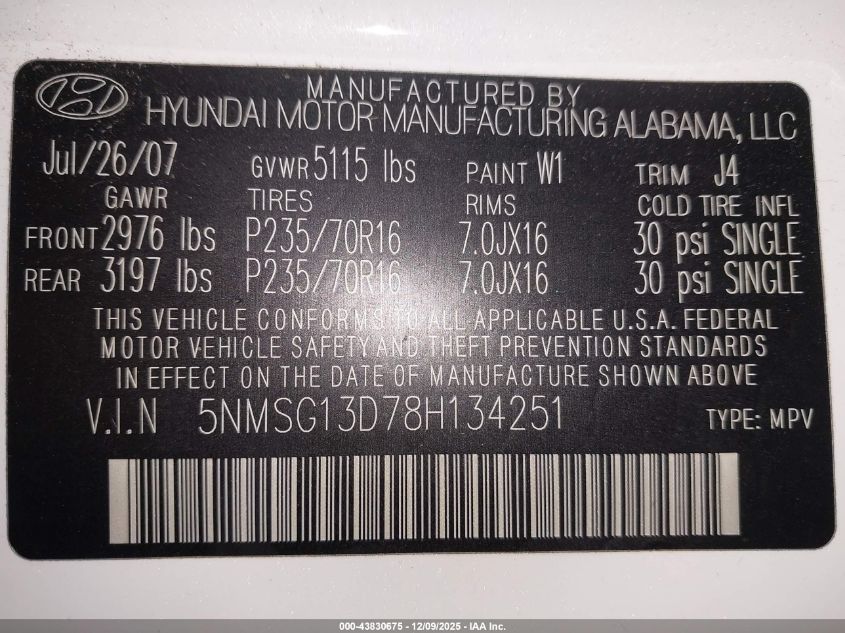 MANUFACTURED BY
HYUNDAI MOTOR MANUFACTURING ALABAMA, LLC
Jul/26/07 GVWR 5115 lbs PAINT W1 TRIM J4
GAWR TIRES RIMS COLD TIRE INFL
FRONT 2976 lbs P235/70R16 7.0JX16 30 psi SINGLE
REAR 3197 lbs P235/70R16 7.0JX16 30 psi SINGLE
THIS VEHICLE CONFORMS TO ALL APPLICABLE U.S.A. FEDERAL
MOTOR VEHICLE SAFETY AND THEFT PREVENTION STANDARDS
IN EFFECT ON THE DATE OF MANUFACTURE SHOWN ABOVE
V.I.N 5NMSG13D78H134251 TYPE: MPV
000-43830675 - 12/09/2025 - IAA Inc.